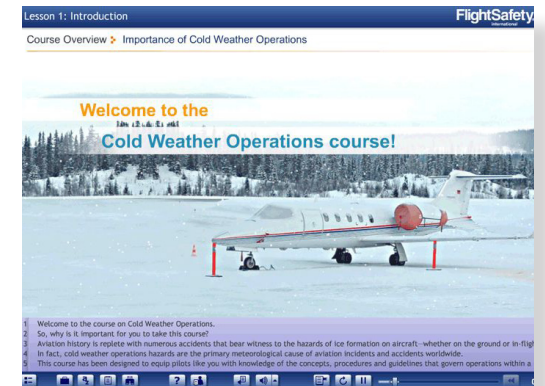 Lesson 1: Introduction
FlightSafety
international
Course Overview Importance of Cold Weather Operations
Welcome to the
Cold Weather Operations course!
1 Welcome to the course on Cold Weather Operations.
2 So, why is it important for you to take this course?
3 Aviation history is replete with numerous accidents that bear witness to the hazards of ice formation on aircraft—whether on the ground or in-fligh
4 In fact, cold weather operations hazards are the primary meteorological cause of aviation incidents and accidents worldwide.
5 This course has been designed to equip pilots like you with knowledge of the concepts, procedures and guidelines that govern operations within a